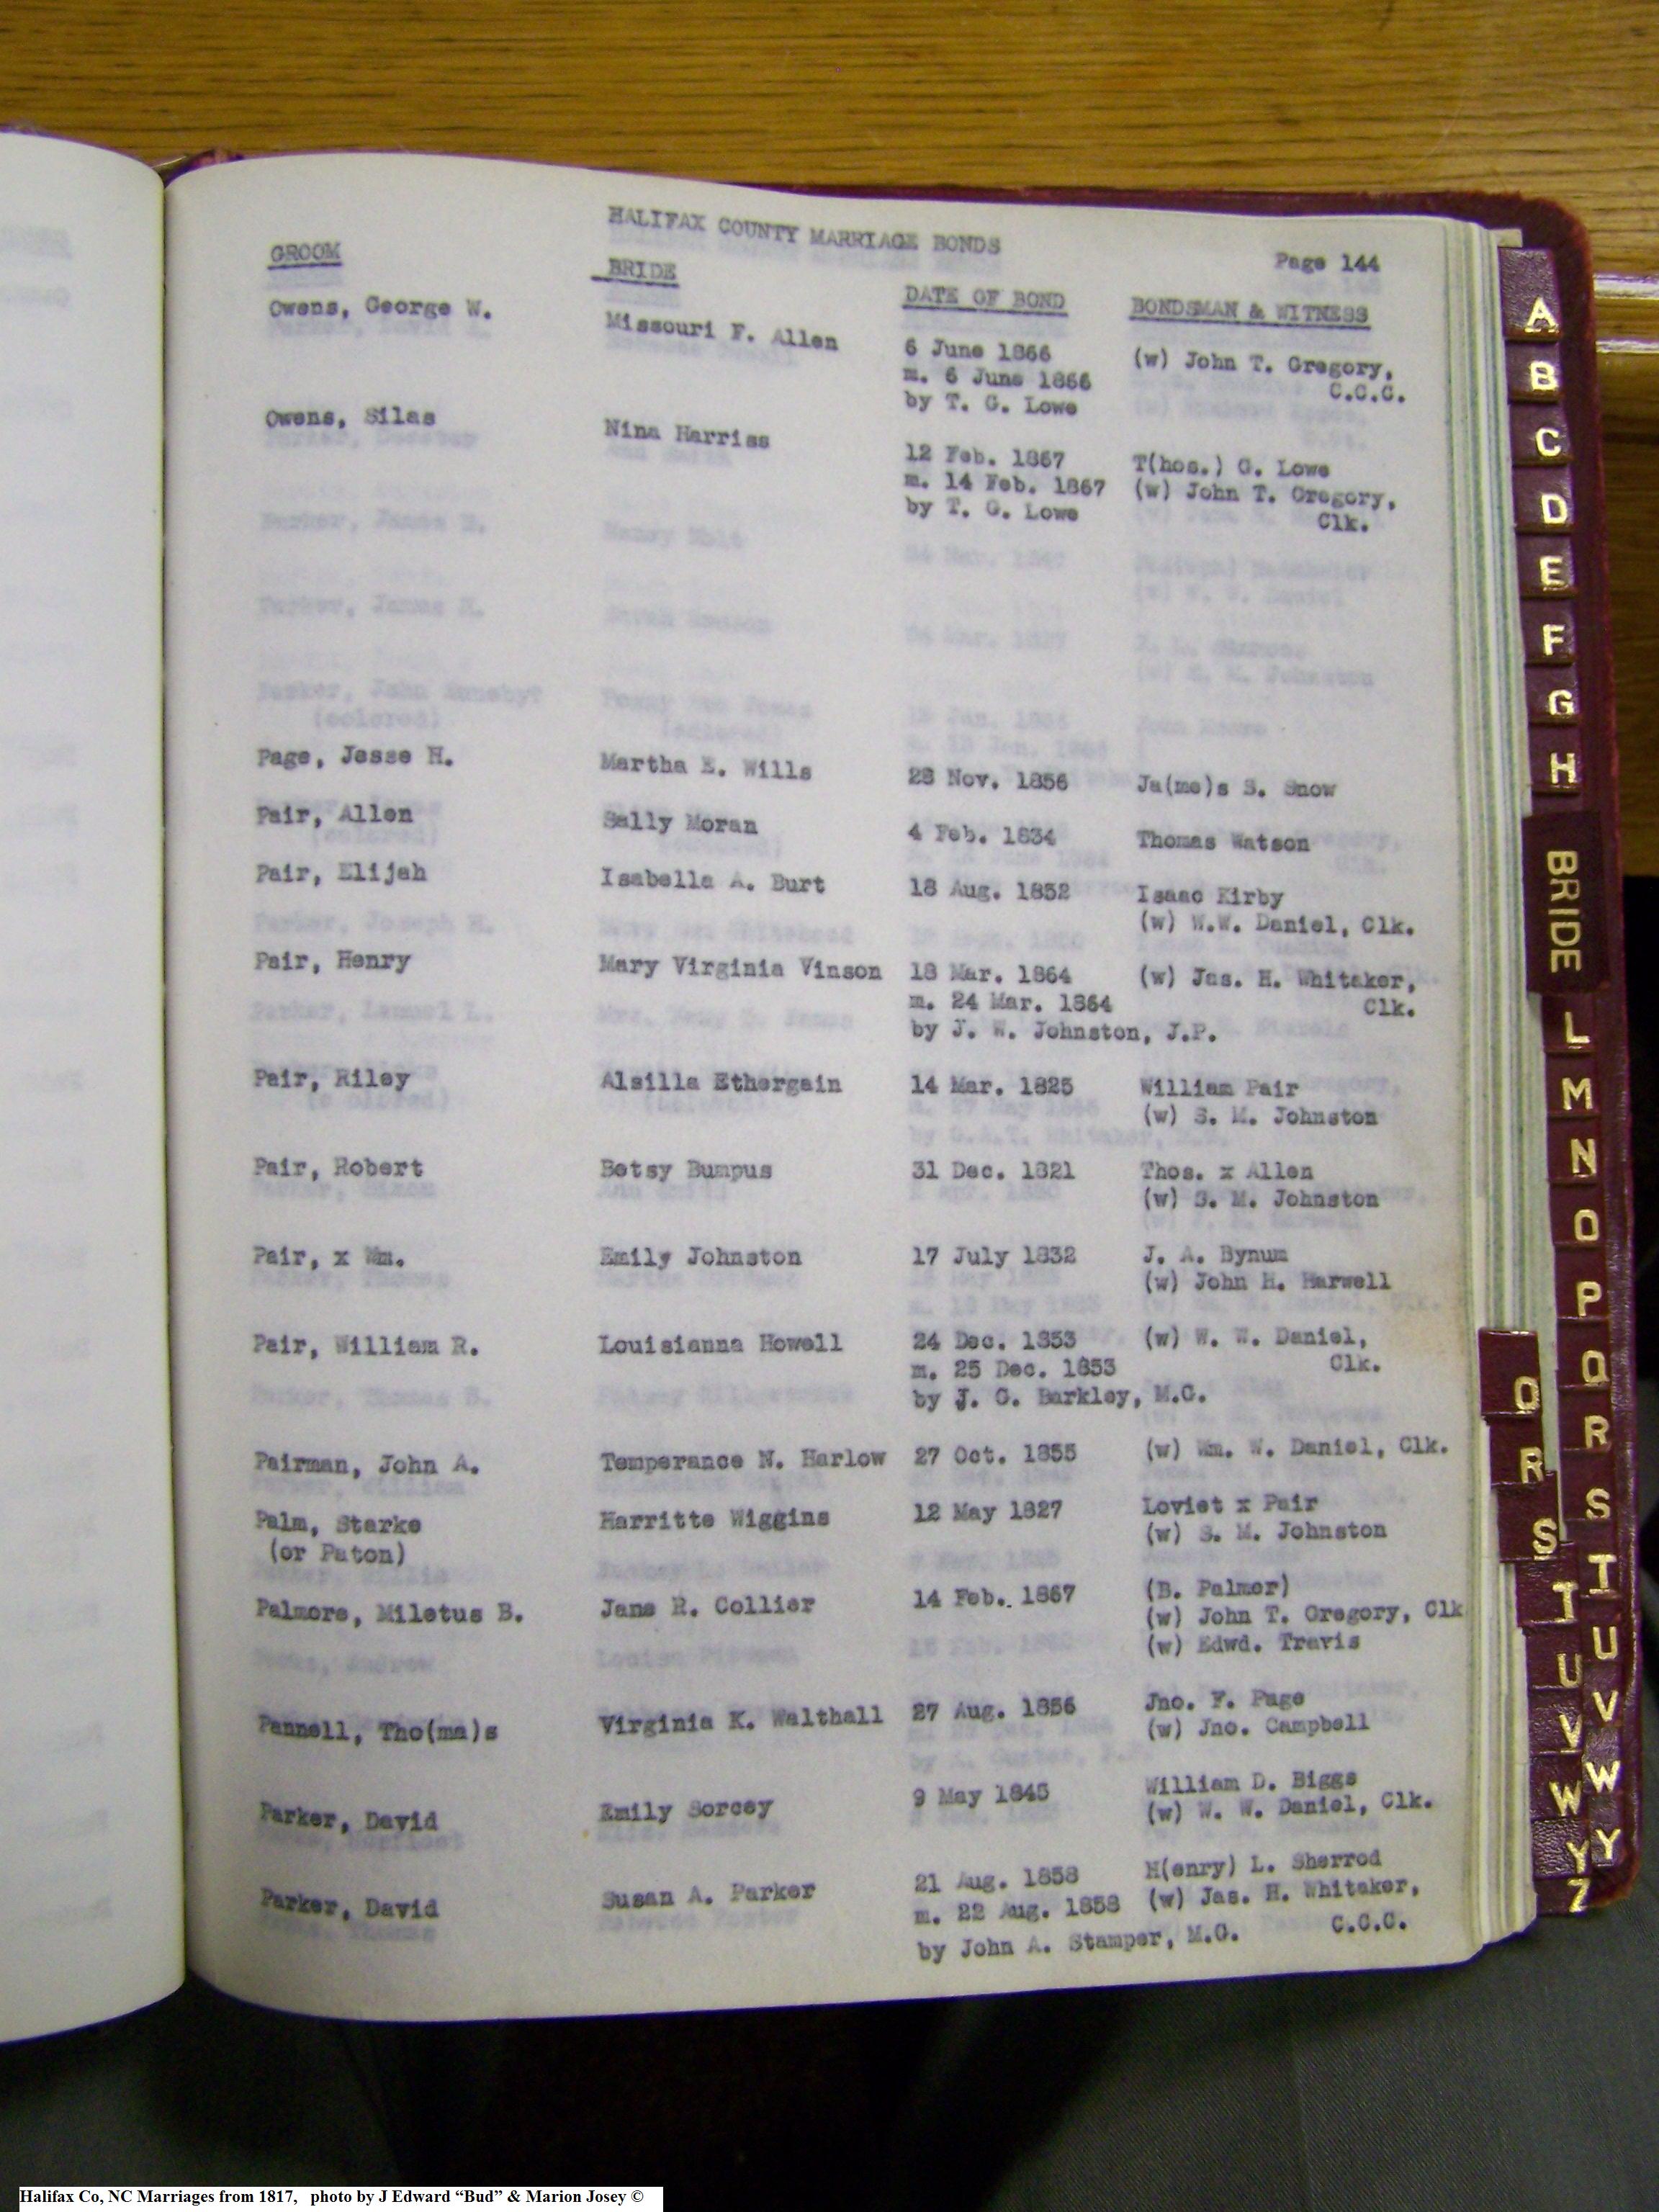 HALIFAX COUNTY MARRIAGE BONDS
Page 144
GROOM BRIDE DATE OF BOND BONDSMAN & WITNESS
Owens, George W. Missouri F. Allen 6 June 1866 (w) John T. Gregory,
m. 6 June 1866 C.C.C.
by T. G. Lowe
Owens, Silas Nina Harriss 12 Feb. 1867 T(hos.) G. Lowe
m. 14 Feb. 1867 (w) John T. Gregory,
by T. G. Lowe Clk.
Page, Jesse H. Martha E. Wills 28 Nov. 1856 Ja(me)s S. Snow
Pair, Allen Sally Moran 4 Feb. 1834 Thomas Watson
Pair, Elijah Isabella A. Burt 18 Aug. 1852 Isaac Kirby
(w) W.W. Daniel, Clk.
Pair, Henry Mary Virginia Vinson 18 Mar. 1864 (w) Jas. H. Whitaker,
m. 24 Mar. 1864 Clk.
by J. W. Johnston, J.P.
Pair, Riley Alsilla Ethergain 14 Mar. 1825 William Pair
(w) S. M. Johnston
Pair, Robert Betsy Bumpus 31 Dec. 1821 Thos. x Allen
(w) S. M. Johnston
Pair, x Wm. Emily Johnston 17 July 1832 J. A. Bynum
(w) John H. Harwell
Pair, William R. Louisianna Howell 24 Dec. 1853 (w) W. W. Daniel,
m. 25 Dec. 1853 Clk.
by J. G. Barkley, M.G.
Pairman, John A. Temperance N. Harlow 27 Oct. 1855 (w) Wm. W. Daniel, Clk.
Palm, Starke Harritte Wiggins 12 May 1827 Loviet x Pair
(or Paton) (w) S. M. Johnston
Palmore, Miletus B. Jane R. Collier 14 Feb. 1867 (B. Palmer)
(w) John T. Gregory, Clk
(w) Edwd. Travis
Pannell, Tho(ma)s Virginia K. Walthall 27 Aug. 1856 Jno. F. Page
(w) Jno. Campbell
Parker, David Emily Sorcey 9 May 1845 William D. Biggs
(w) W. W. Daniel, Clk.
Parker, David Susan A. Parker 21 Aug. 1858 H(enry) L. Sherrod
m. 22 Aug. 1858 (w) Jas. H. Whitaker,
by John A. Stamper, M.G. C.C.C.
A
B
C
D
E
F
G
H
BRIDE
L
M
N
O
P
Q
R
S
T
U
V
W
Y
Q
R
S
T
U
V
W
Y
Z
Halifax Co, NC Marriages from 1817, photo by J Edward “Bud” & Marion Josey ©